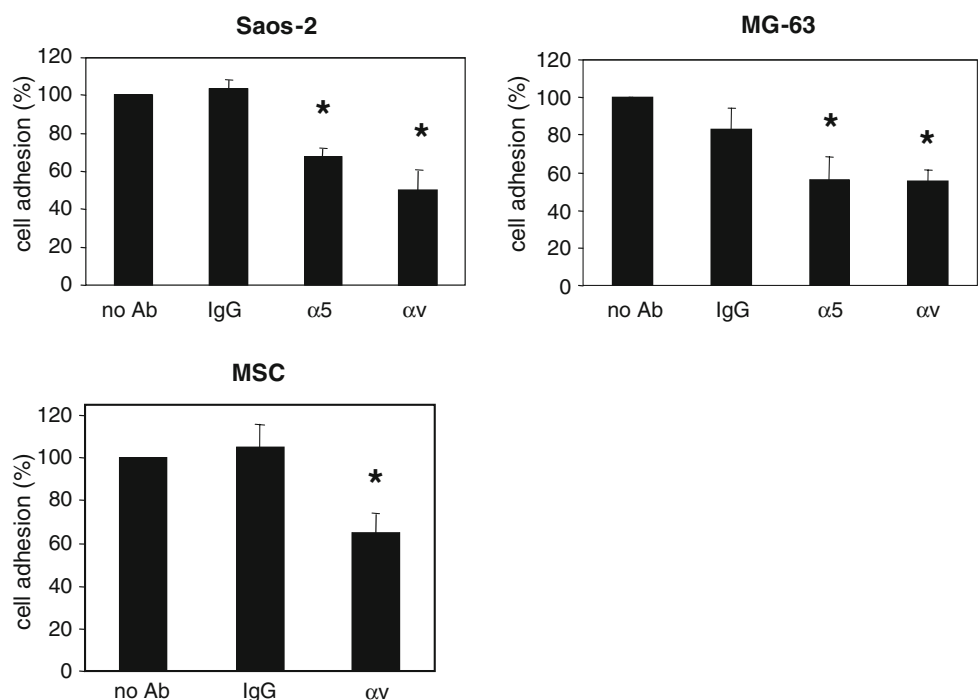 Saos-2
120
100
80
60
40
20
0
cell adhesion (%)
* *
no Ab IgG α5 αv
MG-63
120
100
80
60
40
20
0
cell adhesion (%)
* *
no Ab IgG α5 αv
MSC
120
100
80
60
40
20
0
cell adhesion (%)
*
no Ab IgG αv